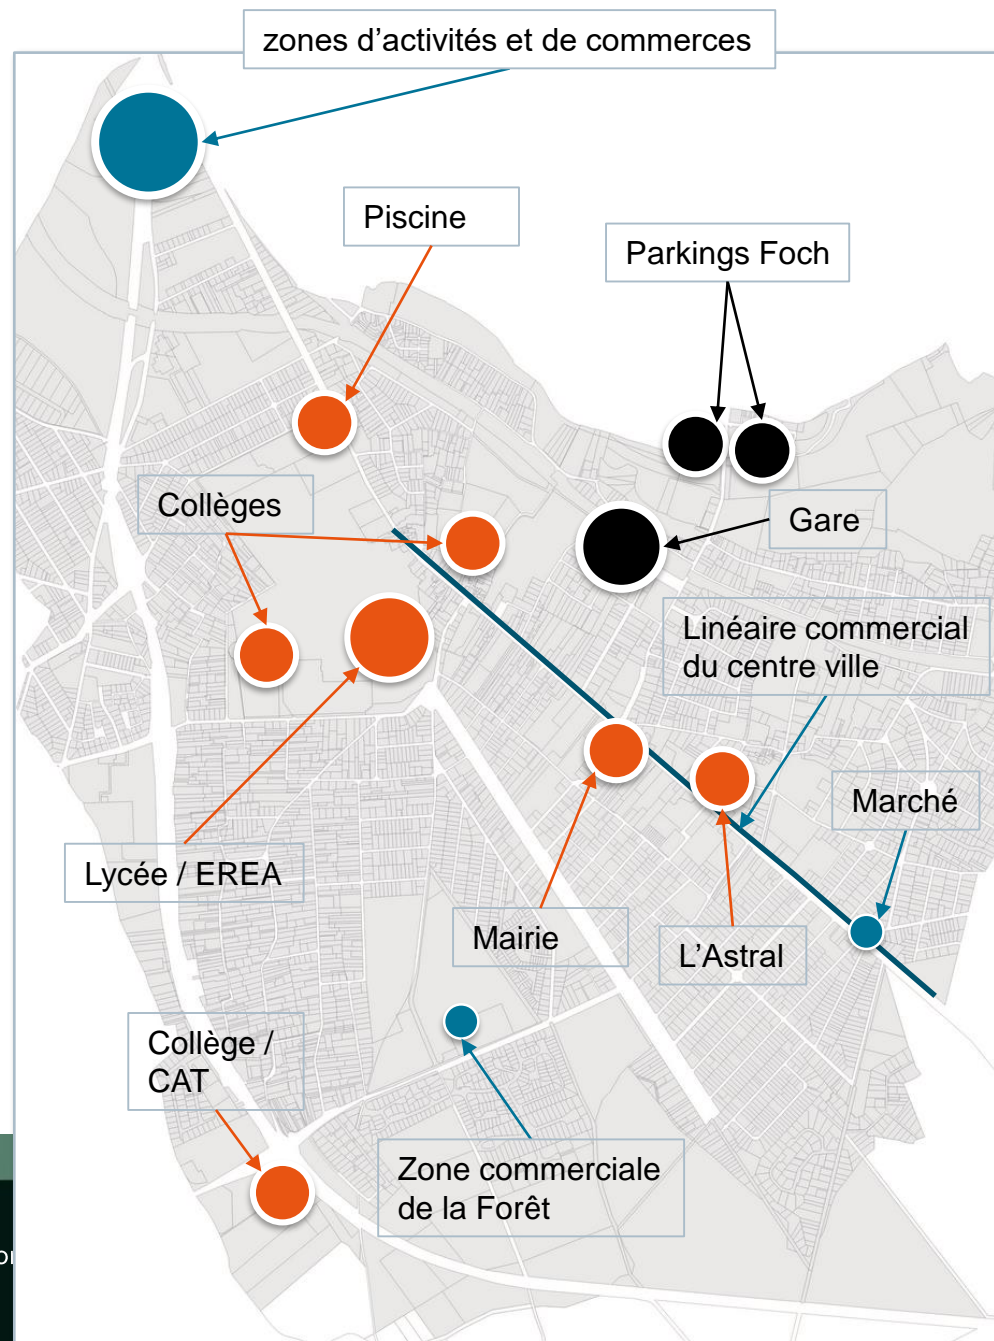 zones d’activités et de commerces
Piscine
Parkings Foch
Collèges
Gare
Linéaire commercial
du centre ville
Marché
Lycée / EREA
Mairie
L’Astral
Collège /
CAT
Zone commerciale
de la Forêt